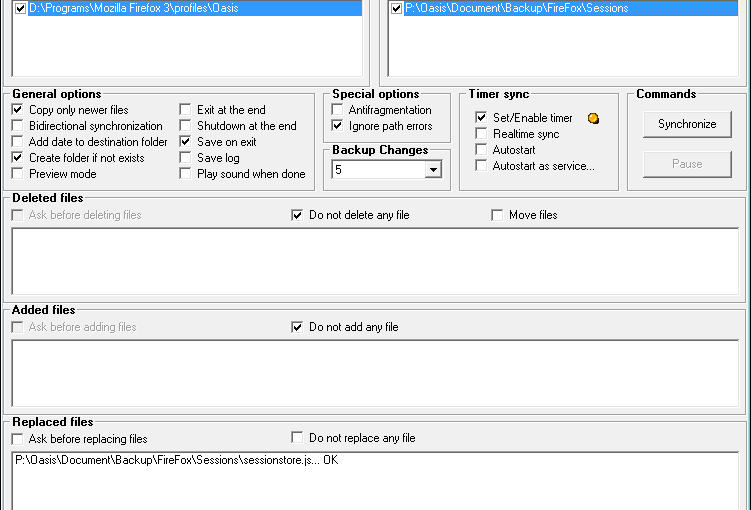 D:\Programs\Mozilla Firefox 3\profiles\Oasis
P:\Oasis\Document\Backup\FireFox\Sessions
General options
Copy only newer files
Bidirectional synchronization
Add date to destination folder
Create folder if not exists
Preview mode
Exit at the end
Shutdown at the end
Save on exit
Save log
Play sound when done
Special options
Antifragmentation
Ignore path errors
Backup Changes
5
Timer sync
Set/Enable timer
Realtime sync
Autostart
Autostart as service...
Commands
Synchronize
Pause
Deleted files
Ask before deleting files
Do not delete any file
Move files
Added files
Ask before adding files
Do not add any file
Replaced files
Ask before replacing files
Do not replace any file
P:\Oasis\Document\Backup\FireFox\Sessions\sessionstore.js... OK